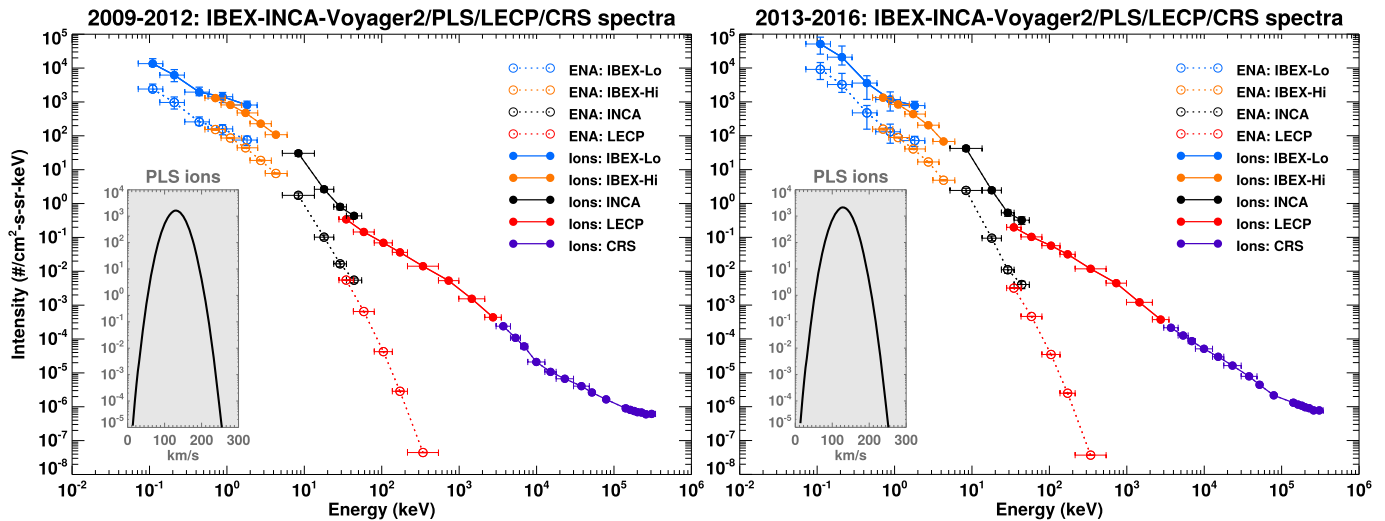 2009-2012: IBEX-INCA-Voyager2/PLS/LECP/CRS spectra
Intensity (#/cm²-s-sr-keV)
10⁵
10⁴
10³
10²
10¹
10⁰
10⁻¹
10⁻²
10⁻³
10⁻⁴
10⁻⁵
10⁻⁶
10⁻⁷
10⁻⁸
ENA: IBEX-Lo
ENA: IBEX-Hi
ENA: INCA
ENA: LECP
Ions: IBEX-Lo
Ions: IBEX-Hi
Ions: INCA
Ions: LECP
Ions: CRS
PLS ions
10⁴
10³
10²
10¹
10⁰
10⁻¹
10⁻²
10⁻³
10⁻⁴
10⁻⁵
0 100 200 300
km/s
10⁻² 10⁻¹ 10⁰ 10¹ 10² 10³ 10⁴ 10⁵ 10⁶
Energy (keV)
2013-2016: IBEX-INCA-Voyager2/PLS/LECP/CRS spectra
ENA: IBEX-Lo
ENA: IBEX-Hi
ENA: INCA
ENA: LECP
Ions: IBEX-Lo
Ions: IBEX-Hi
Ions: INCA
Ions: LECP
Ions: CRS
PLS ions
10⁴
10³
10²
10¹
10⁰
10⁻¹
10⁻²
10⁻³
10⁻⁴
10⁻⁵
0 100 200 300
km/s
10⁻² 10⁻¹ 10⁰ 10¹ 10² 10³ 10⁴ 10⁵ 10⁶
Energy (keV)